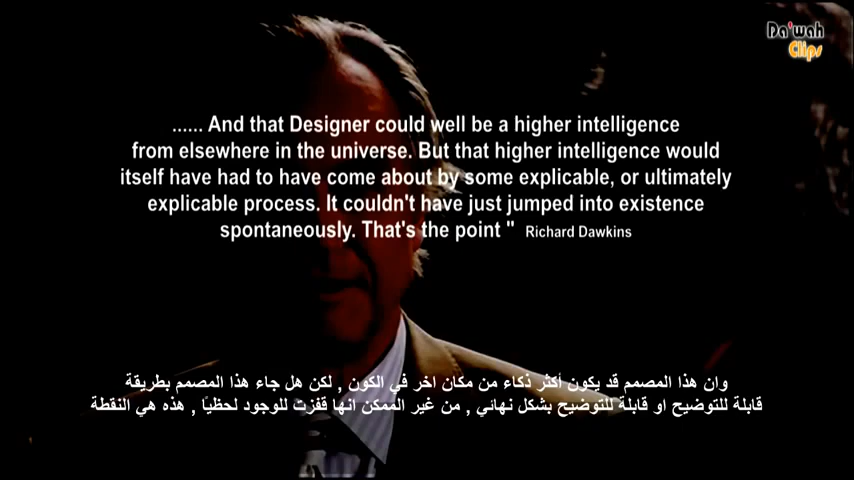 Da'wah
Clips
...... And that Designer could well be a higher intelligence
from elsewhere in the universe. But that higher intelligence would
itself have had to have come about by some explicable, or ultimately
explicable process. It couldn't have just jumped into existence
spontaneously. That's the point " Richard Dawkins
وان هذا المصمم قد يكون أكثر ذكاء من مكان اخر في الكون , لكن هل جاء هذا المصمم بطريقة
قابلة للتوضيح او قابلة للتوضيح بشكل نهائي , من غير الممكن انها قفزت للوجود لحظيًا , هذه هي النقطة